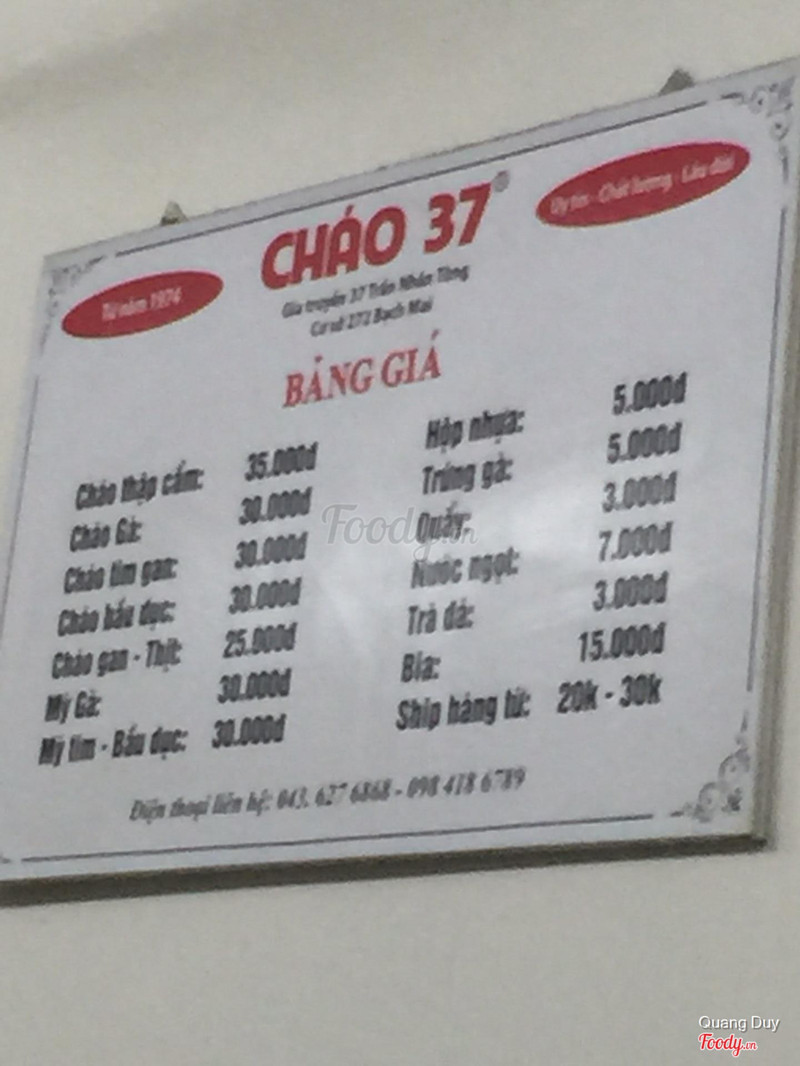 Từ năm 1974
CHÁO 37®
Uy tín - Chất lượng - Lâu dài
Gia truyền 37 Trần Nhân Tông
Cơ sở 272 Bạch Mai
BẢNG GIÁ
Cháo thập cẩm: 35.000đ
Cháo Gà: 30.000đ
Cháo tim gan: 30.000đ
Cháo bầu dục: 30.000đ
Cháo gan - Thịt: 25.000đ
Mỳ Gà: 30.000đ
Mỳ tim - Bầu dục: 30.000đ
Hộp nhựa: 5.000đ
Trứng gà: 5.000đ
Quẩy: 3.000đ
Nước ngọt: 7.000đ
Trà đá: 3.000đ
Bia: 15.000đ
Ship hàng từ: 20k - 30k
Điện thoại liên hệ: 043. 627 6868 - 098 418 6789
Foody.vn
Quang Duy
Foody.vn